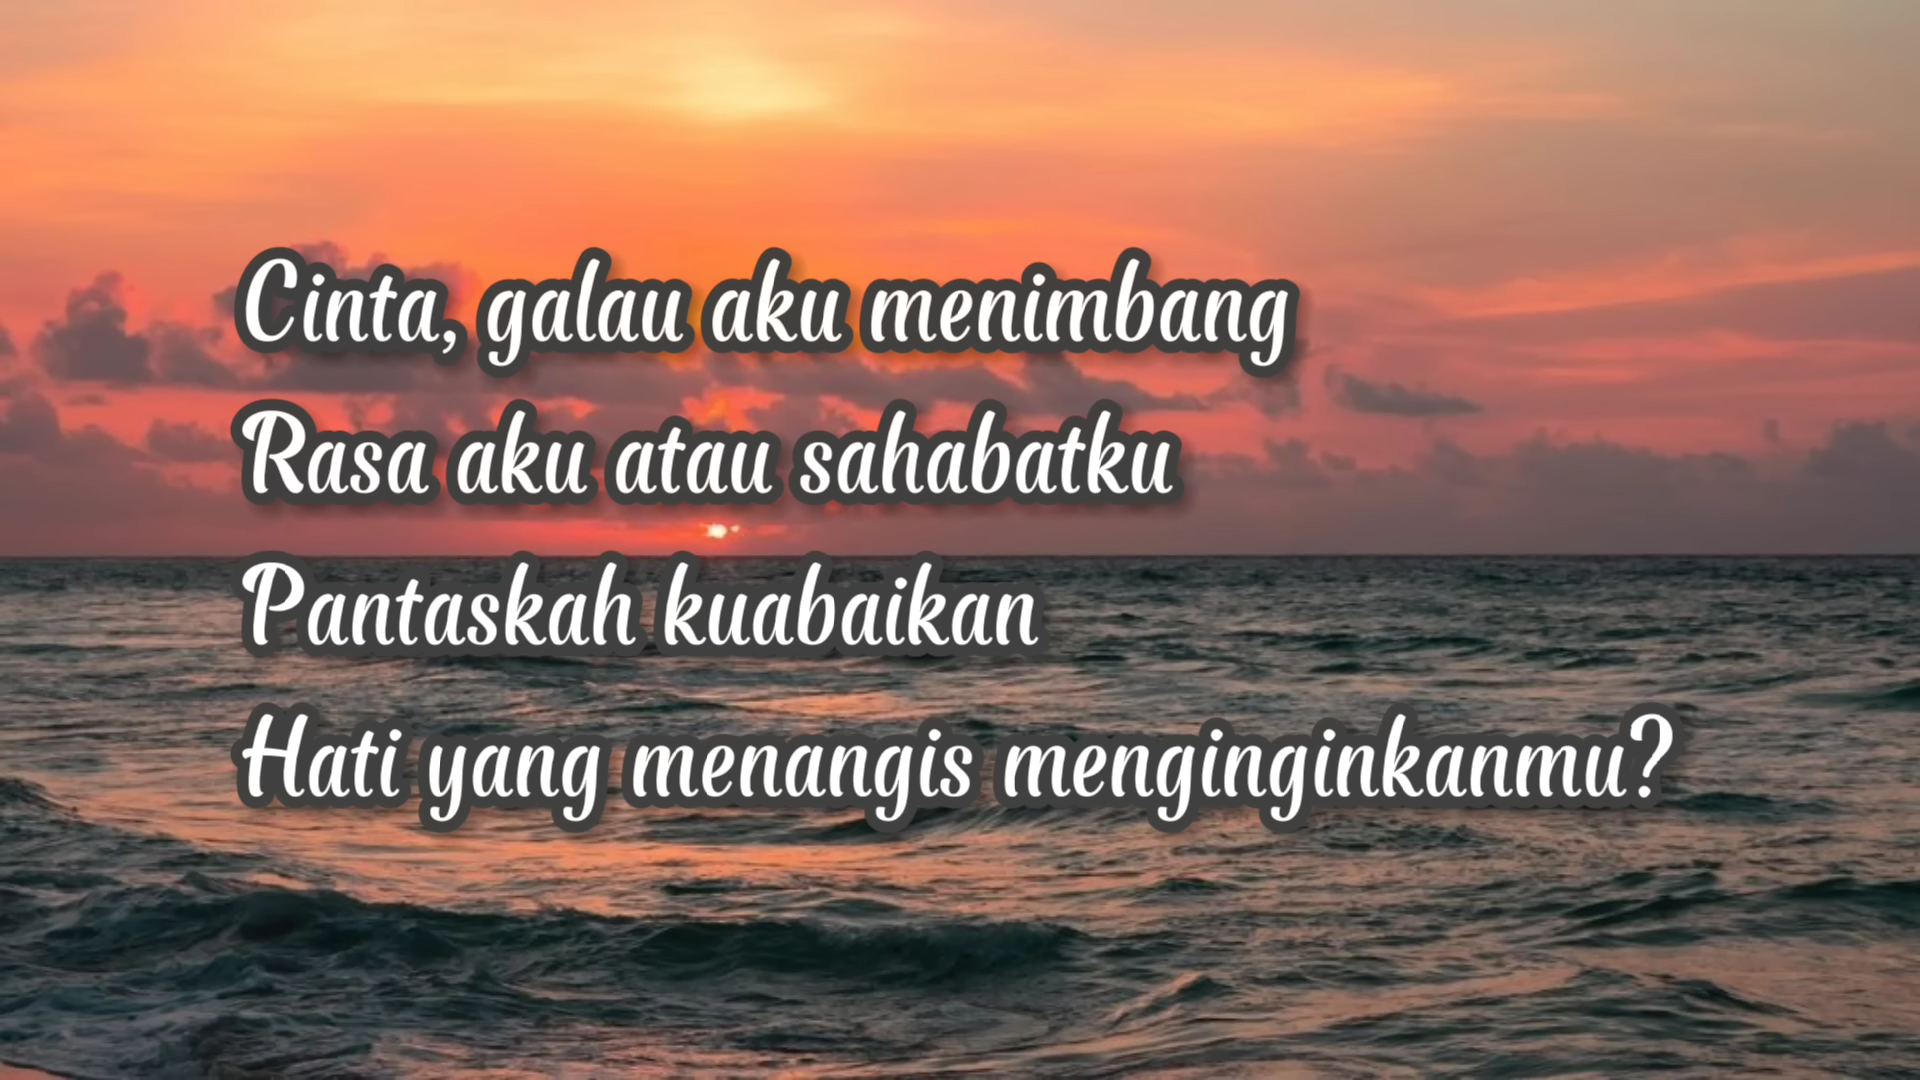 Cinta, galau aku menimbang
Rasa aku atau sahabatku
Pantaskah kuabaikan
Hati yang menangis menginginkanmu?